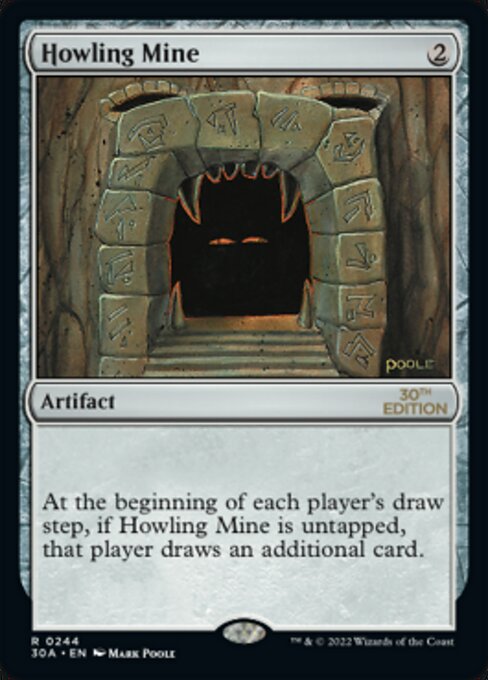 Howling Mine 2
POOLE
Artifact
30TH
EDITION
At the beginning of each player's draw
step, if Howling Mine is untapped,
that player draws an additional card.
R 0244 ™ & © 2022 Wizards of the Coast
30A • EN Mark Poole